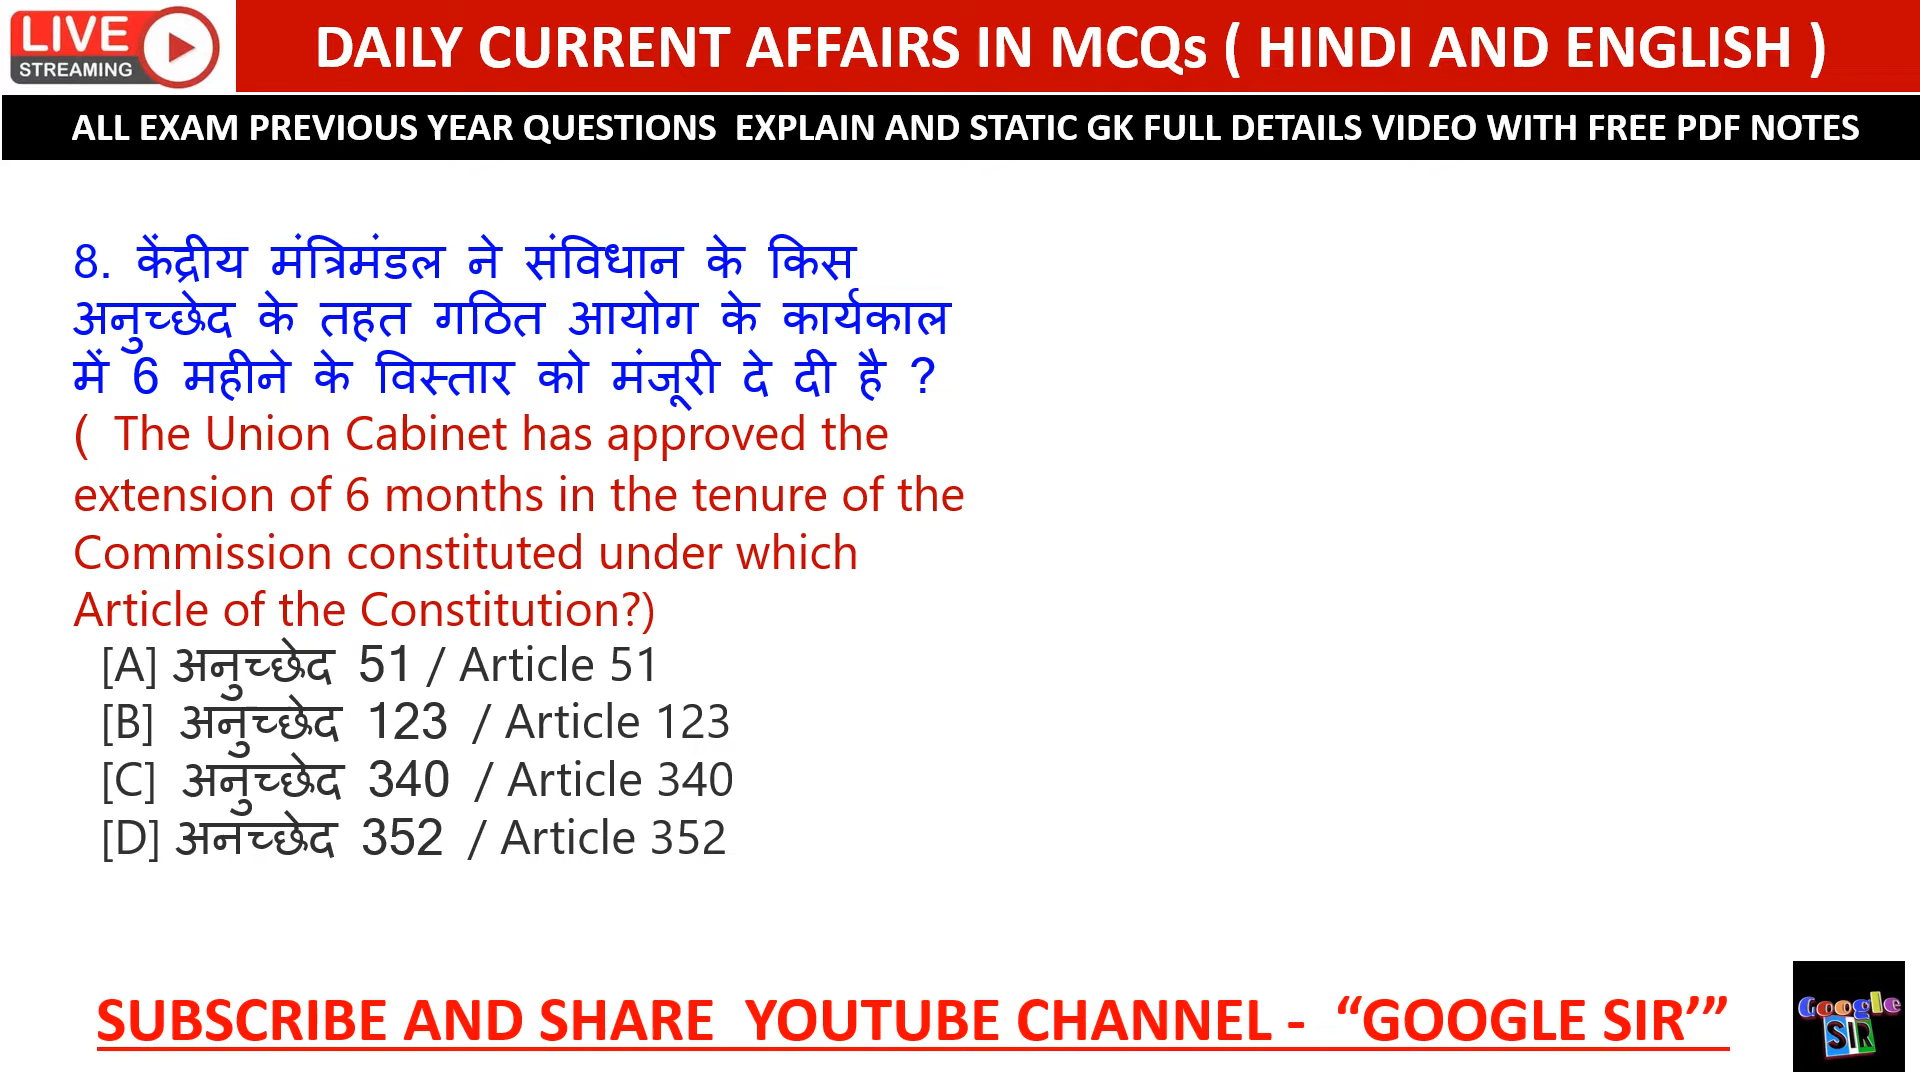 LIVE
STREAMING
DAILY CURRENT AFFAIRS IN MCQs ( HINDI AND ENGLISH )
ALL EXAM PREVIOUS YEAR QUESTIONS EXPLAIN AND STATIC GK FULL DETAILS VIDEO WITH FREE PDF NOTES
8. केंद्रीय मंत्रिमंडल ने संविधान के किस
अनुच्छेद के तहत गठित आयोग के कार्यकाल
में 6 महीने के विस्तार को मंजूरी दे दी है ?
( The Union Cabinet has approved the
extension of 6 months in the tenure of the
Commission constituted under which
Article of the Constitution?)
[A] अनुच्छेद 51 / Article 51
[B] अनुच्छेद 123 / Article 123
[C] अनुच्छेद 340 / Article 340
[D] अनच्छेद 352 / Article 352
SUBSCRIBE AND SHARE YOUTUBE CHANNEL - “GOOGLE SIR’”
Google
SIR